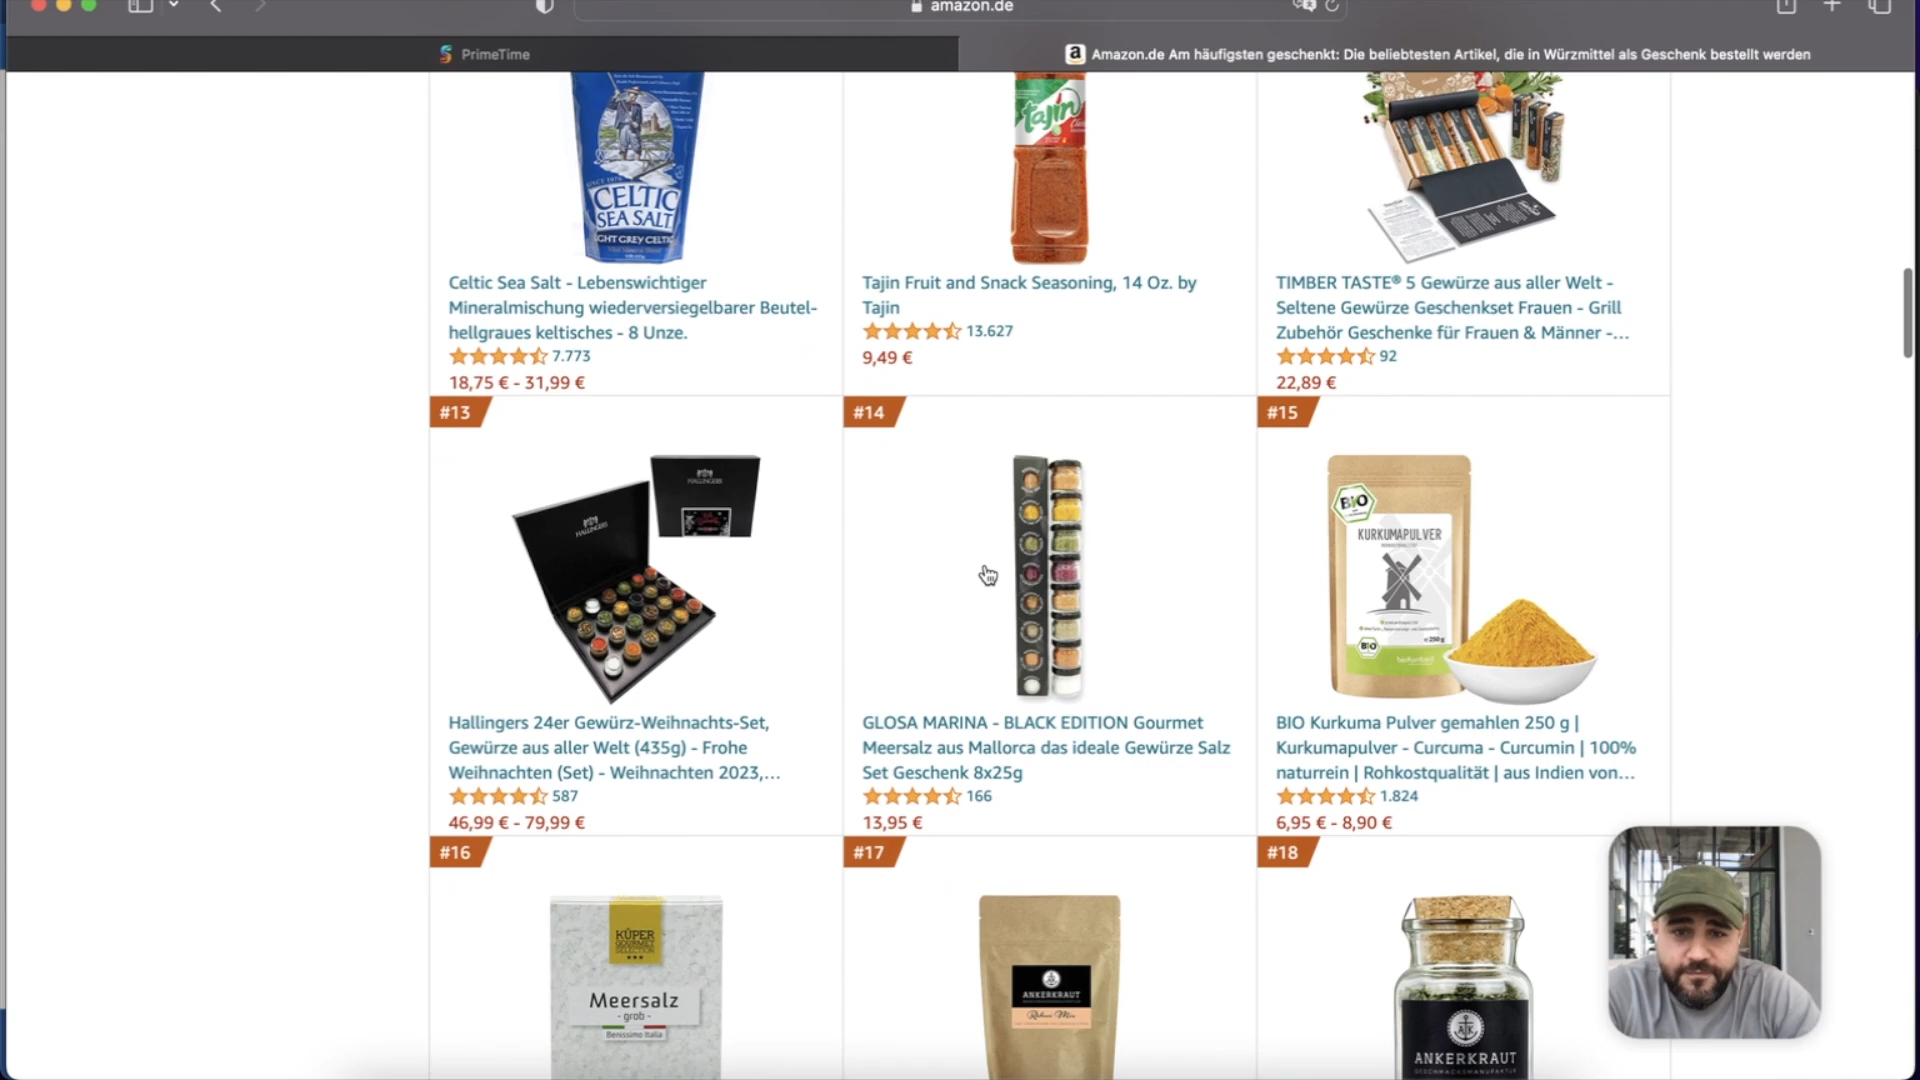 amazon.de
PrimeTime
Amazon.de Am häufigsten geschenkt: Die beliebtesten Artikel, die in Würzmittel als Geschenk bestellt werden
CELTIC
SEA SALT
LIGHT GREY CELTIC
Tajín
Celtic Sea Salt - Lebenswichtiger
Mineralmischung wiederversiegelbarer Beutel-
hellgraues keltisches - 8 Unze.
7.773
18,75 € - 31,99 €
Tajin Fruit and Snack Seasoning, 14 Oz. by
Tajin
13.627
9,49 €
TIMBER TASTE® 5 Gewürze aus aller Welt -
Seltene Gewürze Geschenkset Frauen - Grill
Zubehör Geschenke für Frauen & Männer -...
92
22,89 €
#13
HALLINGERS
HALLINGERS
Hallingers 24er Gewürz-Weihnachts-Set,
Gewürze aus aller Welt (435g) - Frohe
Weihnachten (Set) - Weihnachten 2023,...
587
46,99 € - 79,99 €
#14
GLOSA MARINA - BLACK EDITION Gourmet
Meersalz aus Mallorca das ideale Gewürze Salz
Set Geschenk 8x25g
166
13,95 €
#15
BIO
KURKUMAPULVER
BIO
250 g
BIO Kurkuma Pulver gemahlen 250 g |
Kurkumapulver - Curcuma - Curcumin | 100%
naturrein | Rohkostqualität | aus Indien von...
1.824
6,95 € - 8,90 €
#16
KÜPER
GOURMET
SELECTION
Meersalz
- grob -
Benissimo Italia
#17
ANKERKRAUT
#18
AK
ANKERKRAUT
GESCHMACKSMANUFAKTUR